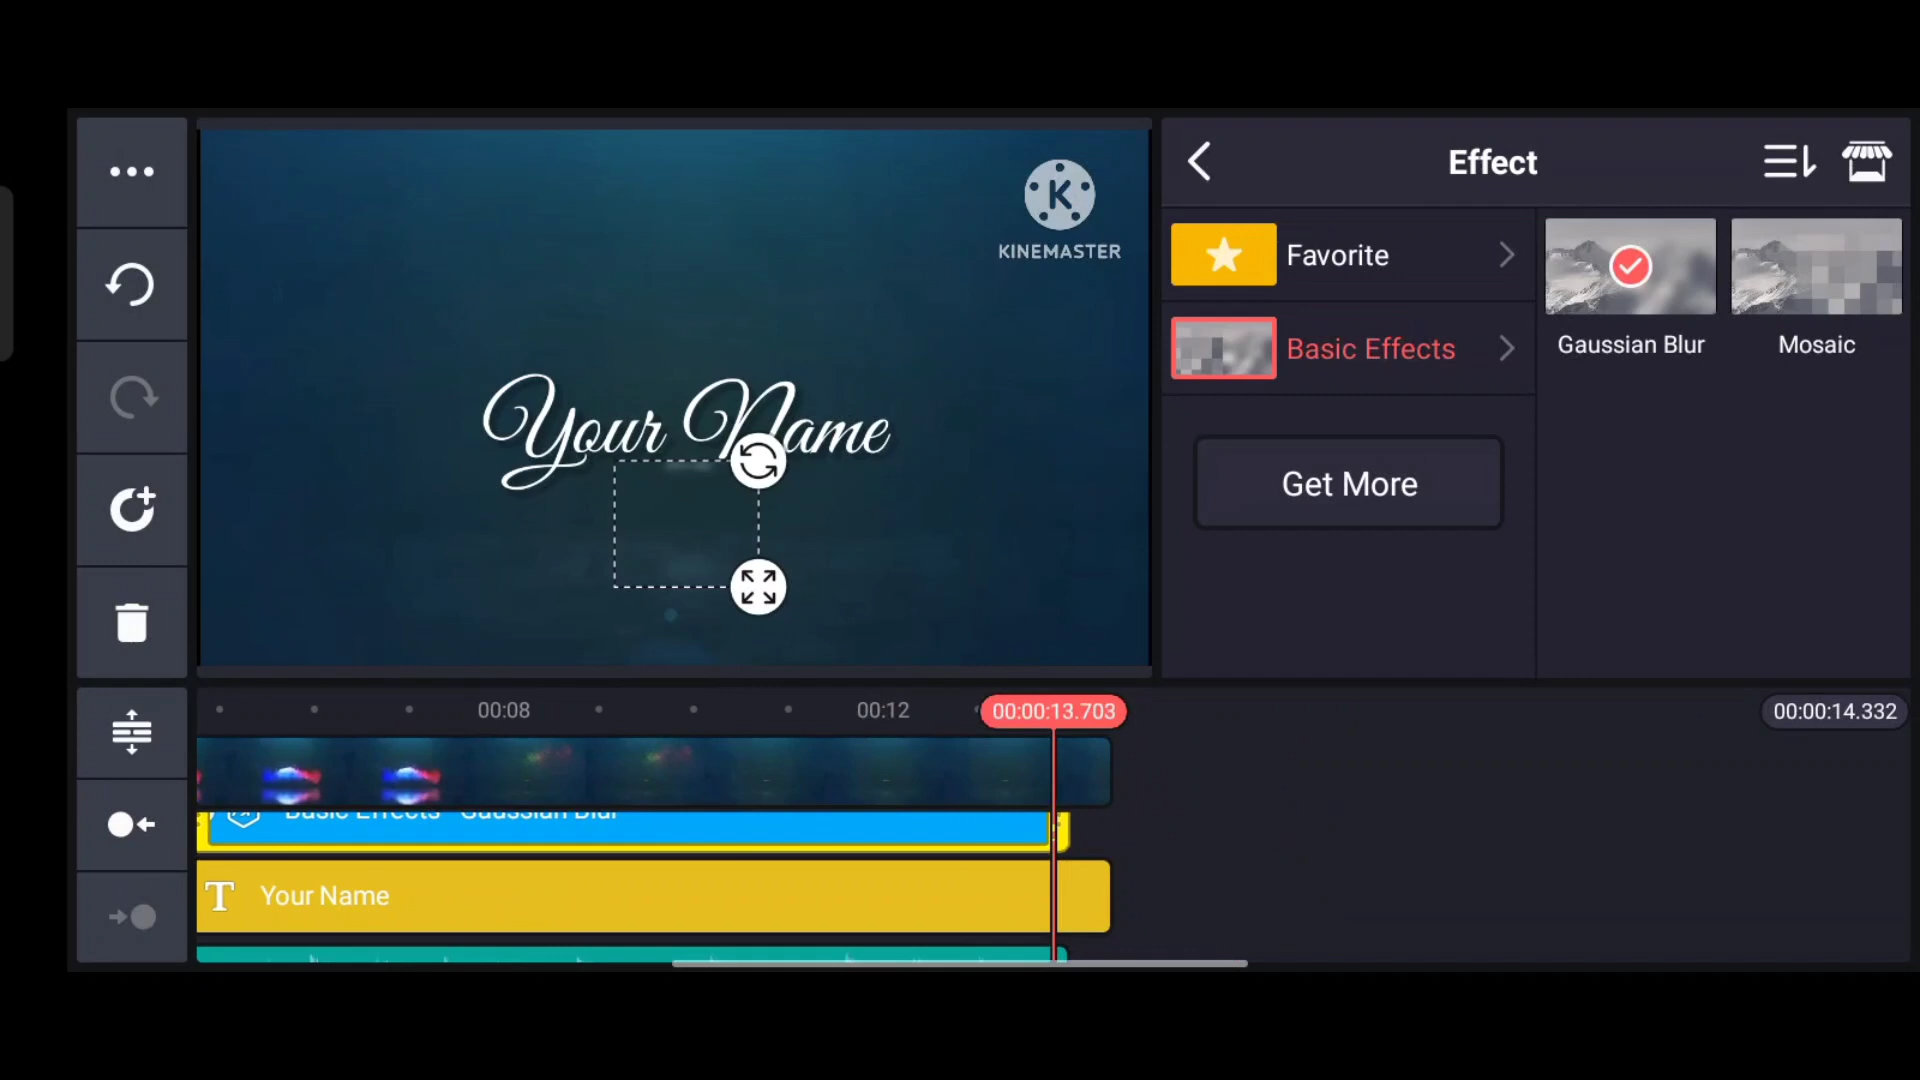 KINEMASTER
Your Name
Effect
Favorite
Basic Effects
Get More
Gaussian Blur
Mosaic
00:08
00:12
00:00:13.703
00:00:14.332
Basic Effects Gaussian Blur
T Your Name